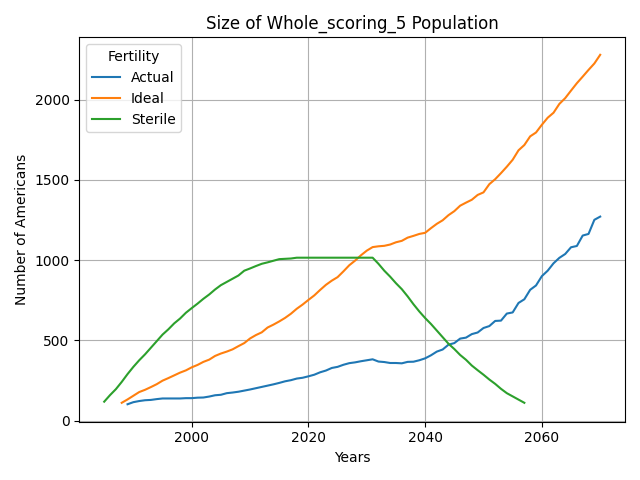 Size of Whole_scoring_5 Population
Fertility
Actual
Ideal
Sterile
Number of Americans
2000
1500
1000
500
0
2000 2020 2040 2060
Years